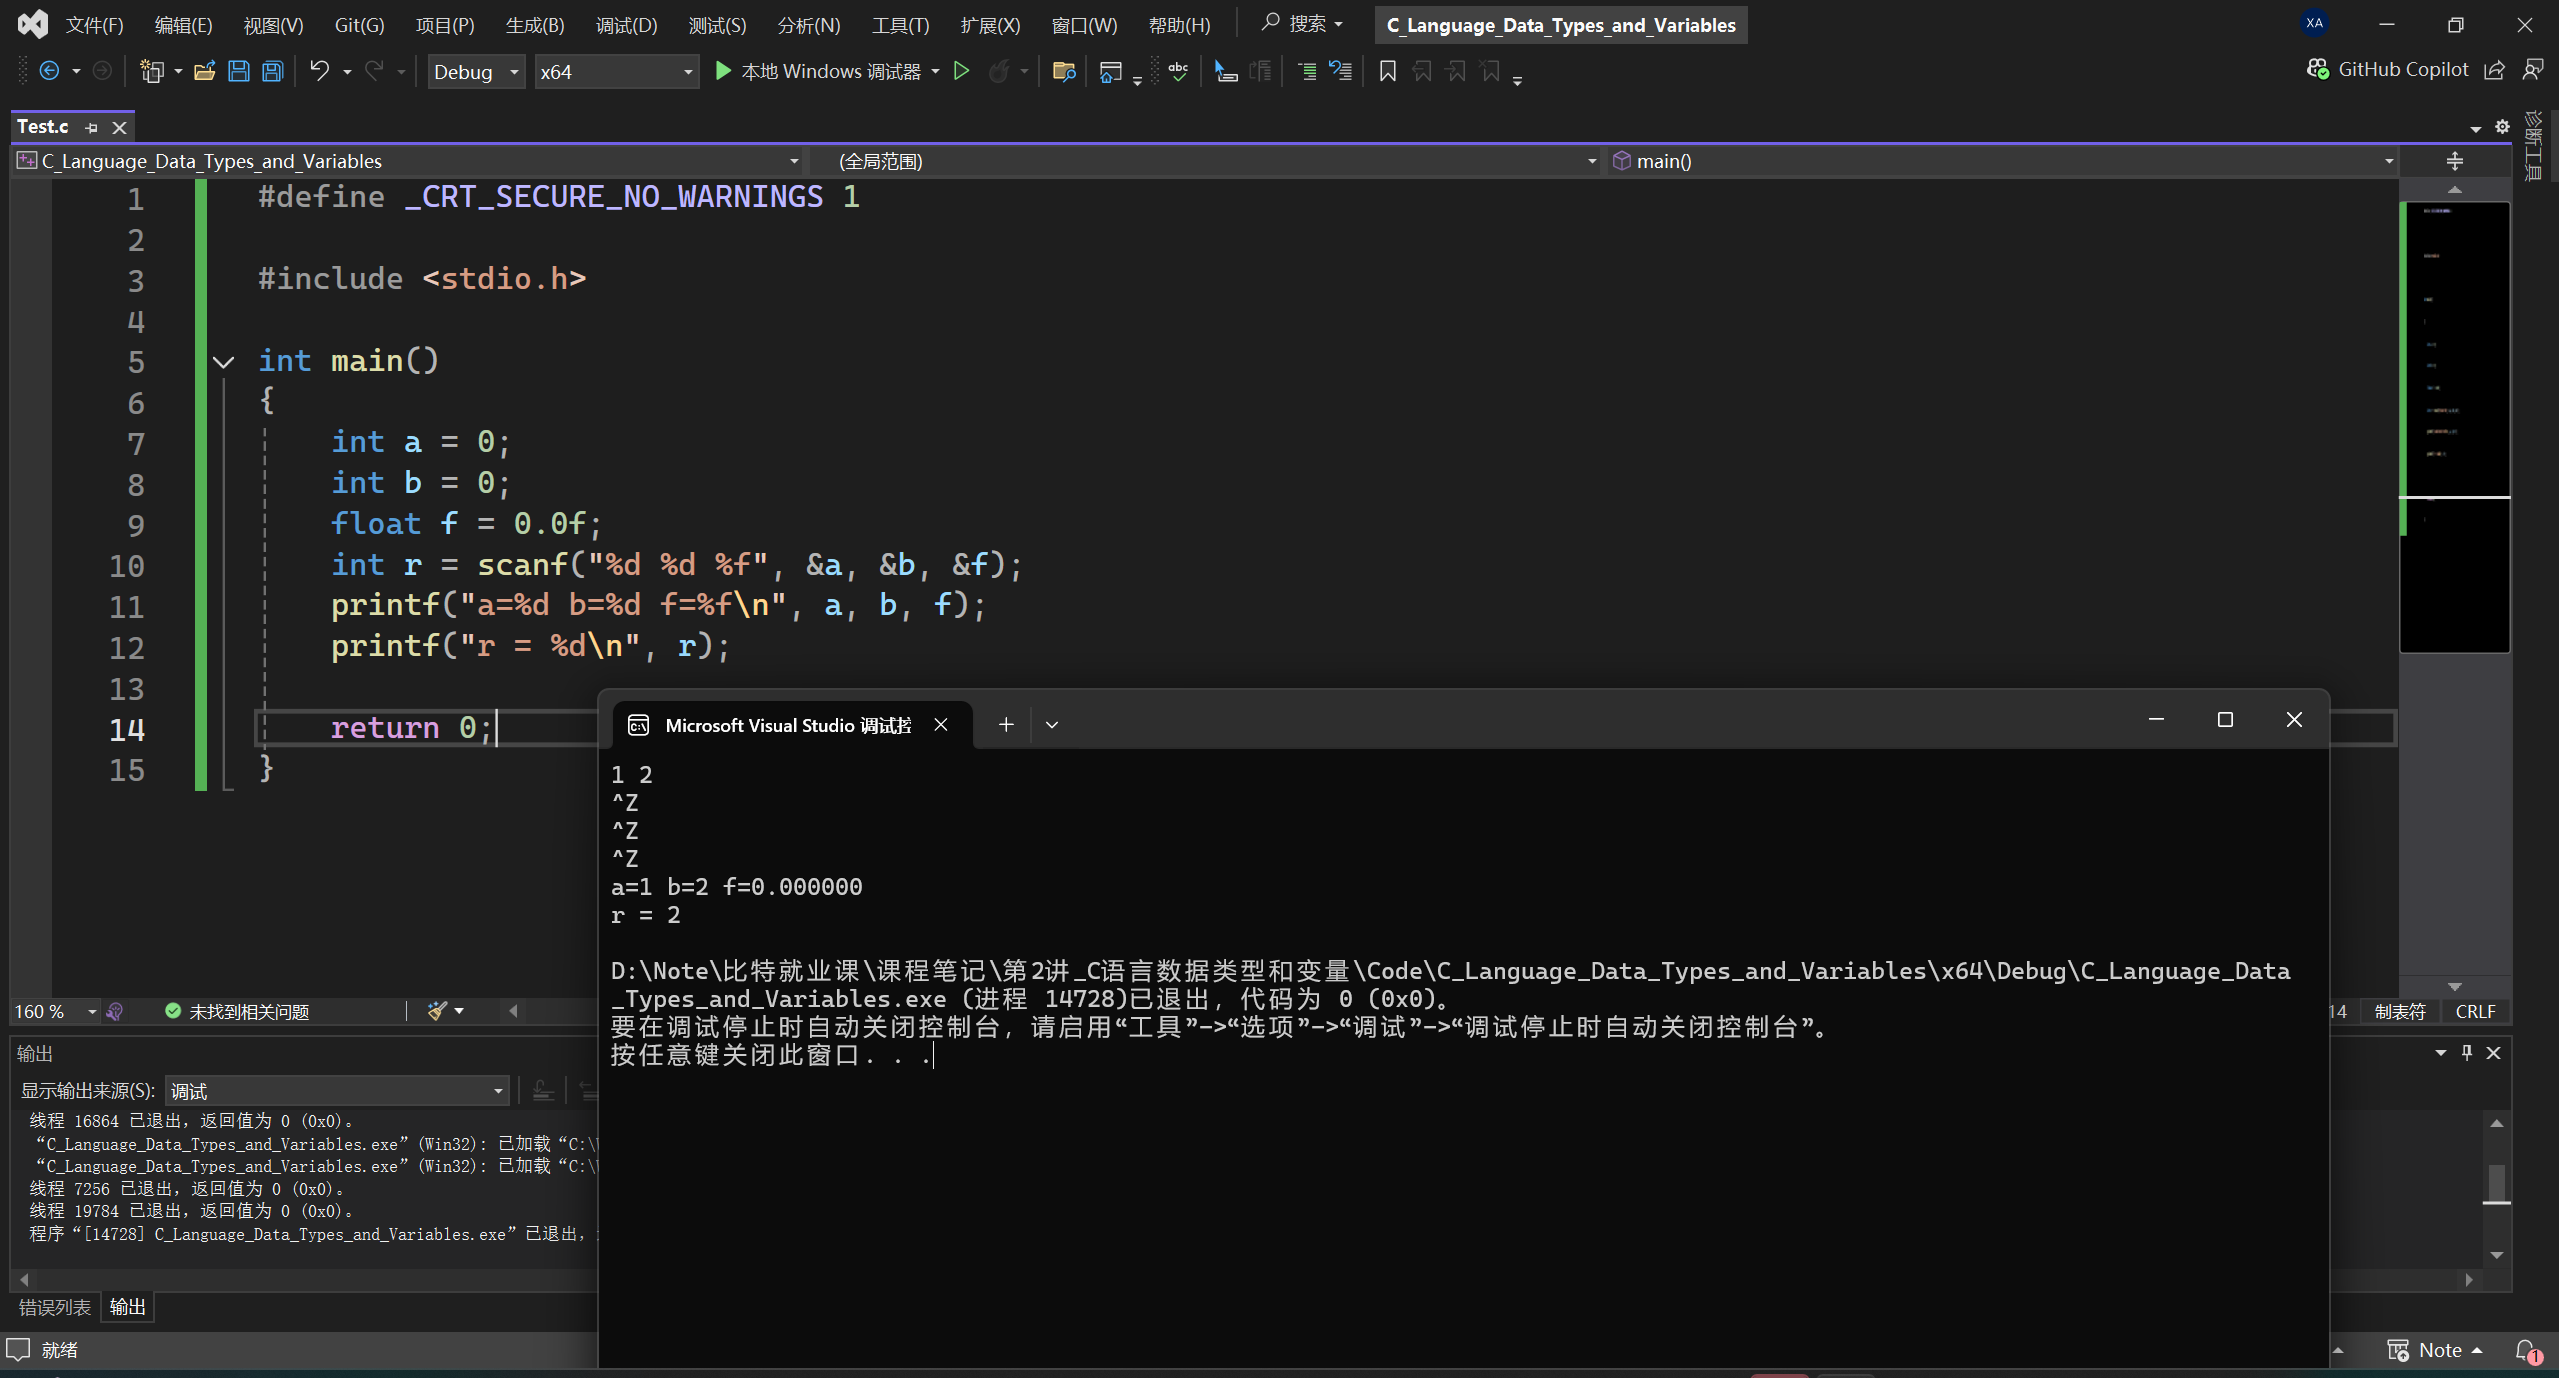 文件(F) 编辑(E) 视图(V) Git(G) 项目(P) 生成(B) 调试(D) 测试(S) 分析(N) 工具(T) 扩展(X) 窗口(W) 帮助(H) 搜索 C_Language_Data_Types_and_Variables XA
Debug x64 本地 Windows 调试器 abc GitHub Copilot
Test.c
诊断工具
C_Language_Data_Types_and_Variables (全局范围) main()
1 #define _CRT_SECURE_NO_WARNINGS 1
2
3 #include <stdio.h>
4
5 int main()
6 {
7 int a = 0;
8 int b = 0;
9 float f = 0.0f;
10 int r = scanf("%d %d %f", &a, &b, &f);
11 printf("a=%d b=%d f=%f\n", a, b, f);
12 printf("r = %d\n", r);
13
14 return 0;
15 }
Microsoft Visual Studio 调试控
1 2
^Z
^Z
^Z
a=1 b=2 f=0.000000
r = 2
D:\Note\比特就业课\课程笔记\第2讲_C语言数据类型和变量\Code\C_Language_Data_Types_and_Variables\x64\Debug\C_Language_Data
_Types_and_Variables.exe (进程 14728)已退出，代码为 0 (0x0)。
要在调试停止时自动关闭控制台，请启用“工具”->“选项”->“调试”->“调试停止时自动关闭控制台”。
按任意键关闭此窗口. . .
160 % 未找到相关问题 14 制表符 CRLF
输出
显示输出来源(S): 调试
线程 16864 已退出，返回值为 0 (0x0)。
“C_Language_Data_Types_and_Variables.exe”(Win32): 已加载“C:\
“C_Language_Data_Types_and_Variables.exe”(Win32): 已加载“C:\
线程 7256 已退出，返回值为 0 (0x0)。
线程 19784 已退出，返回值为 0 (0x0)。
程序“[14728] C_Language_Data_Types_and_Variables.exe”已退出，
错误列表 输出
就绪 Note 1